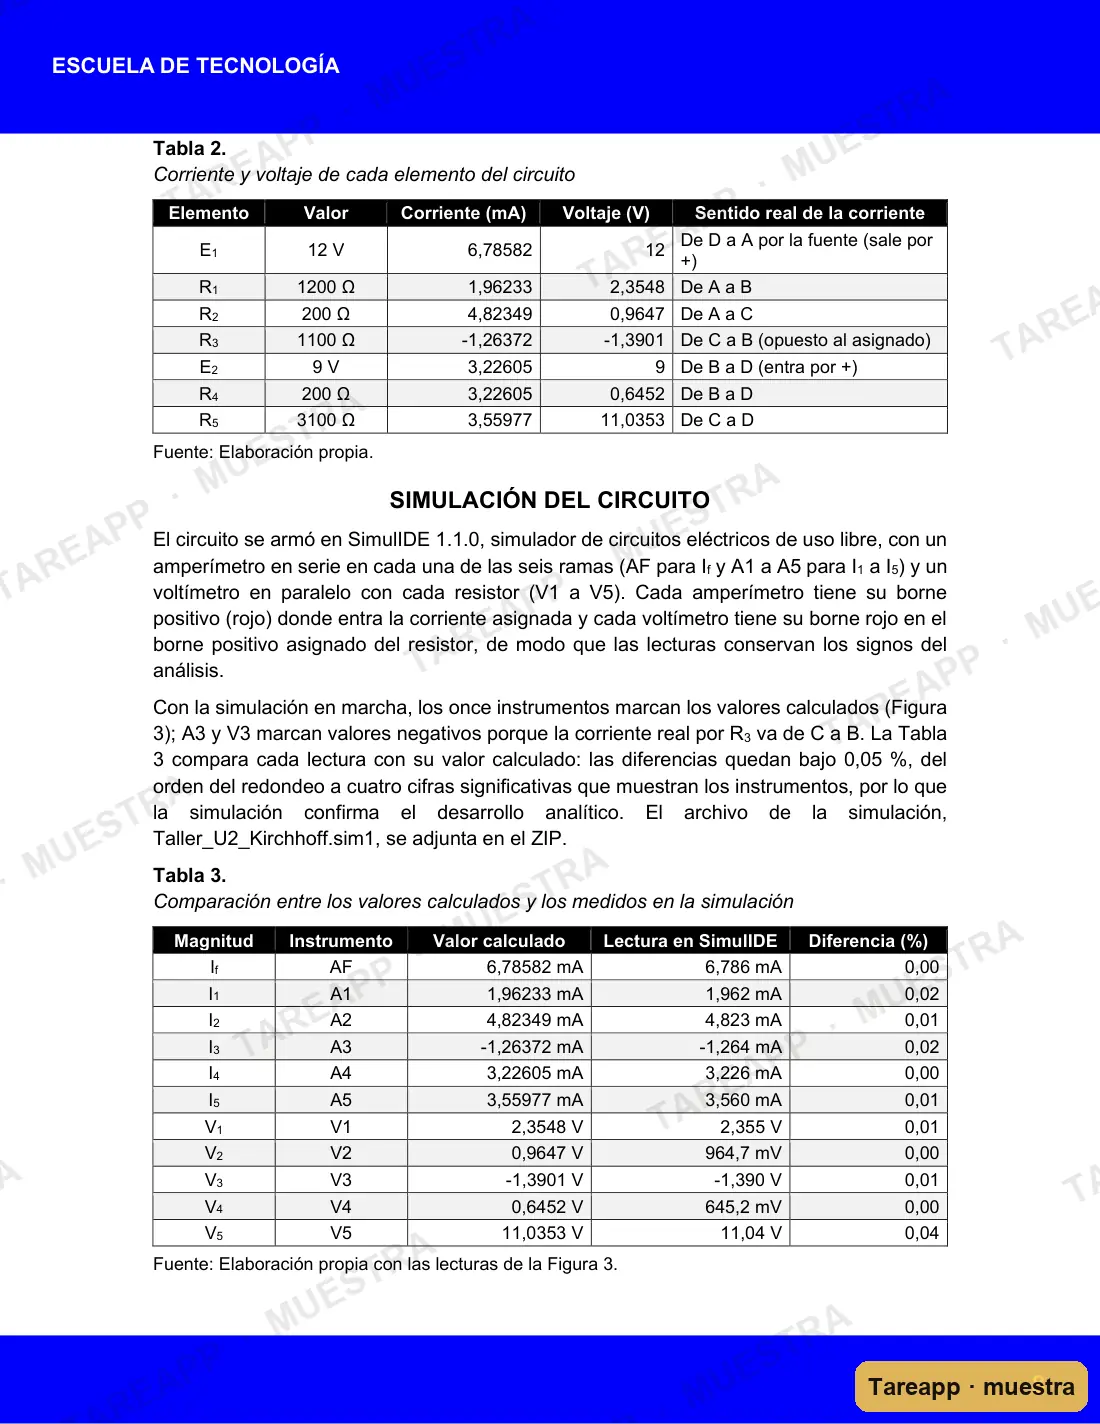 ESCUELA DE TECNOLOGÍA
Tabla 2.
Corriente y voltaje de cada elemento del circuito
Elemento Valor Corriente (mA) Voltaje (V) Sentido real de la corriente
E1 12 V 6,78582 12 De D a A por la fuente (sale por +)
R1 1200 Ω 1,96233 2,3548 De A a B
R2 200 Ω 4,82349 0,9647 De A a C
R3 1100 Ω -1,26372 -1,3901 De C a B (opuesto al asignado)
E2 9 V 3,22605 9 De B a D (entra por +)
R4 200 Ω 3,22605 0,6452 De B a D
R5 3100 Ω 3,55977 11,0353 De C a D
Fuente: Elaboración propia.
SIMULACIÓN DEL CIRCUITO
El circuito se armó en SimulIDE 1.1.0, simulador de circuitos eléctricos de uso libre, con un
amperímetro en serie en cada una de las seis ramas (AF para If y A1 a A5 para I1 a I5) y un
voltímetro en paralelo con cada resistor (V1 a V5). Cada amperímetro tiene su borne
positivo (rojo) donde entra la corriente asignada y cada voltímetro tiene su borne rojo en el
borne positivo asignado del resistor, de modo que las lecturas conservan los signos del
análisis.
Con la simulación en marcha, los once instrumentos marcan los valores calculados (Figura
3); A3 y V3 marcan valores negativos porque la corriente real por R3 va de C a B. La Tabla
3 compara cada lectura con su valor calculado: las diferencias quedan bajo 0,05 %, del
orden del redondeo a cuatro cifras significativas que muestran los instrumentos, por lo que
la simulación confirma el desarrollo analítico. El archivo de la simulación,
Taller_U2_Kirchhoff.sim1, se adjunta en el ZIP.
Tabla 3.
Comparación entre los valores calculados y los medidos en la simulación
Magnitud Instrumento Valor calculado Lectura en SimulIDE Diferencia (%)
If AF 6,78582 mA 6,786 mA 0,00
I1 A1 1,96233 mA 1,962 mA 0,02
I2 A2 4,82349 mA 4,823 mA 0,01
I3 A3 -1,26372 mA -1,264 mA 0,02
I4 A4 3,22605 mA 3,226 mA 0,00
I5 A5 3,55977 mA 3,560 mA 0,01
V1 V1 2,3548 V 2,355 V 0,01
V2 V2 0,9647 V 964,7 mV 0,00
V3 V3 -1,3901 V -1,390 V 0,01
V4 V4 0,6452 V 645,2 mV 0,00
V5 V5 11,0353 V 11,04 V 0,04
Fuente: Elaboración propia con las lecturas de la Figura 3.
Tareapp · muestra
TAREAPP · MUESTRA